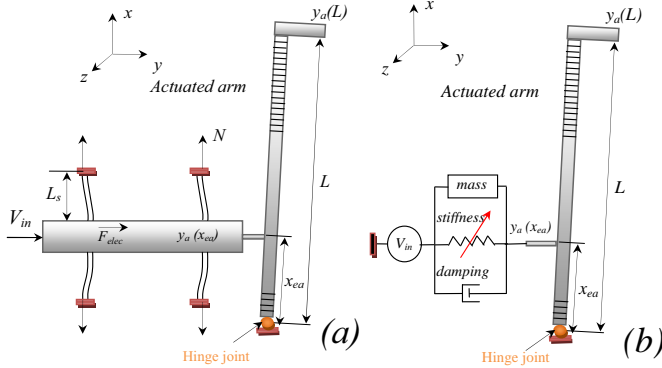 x
y
z
y_a(L)
Actuated arm
N
L_s
L
V_in
F_elec
y_a (x_ea)
x_ea
Hinge joint
(a)
x
y
z
y_a(L)
Actuated arm
mass
stiffness
y_a (x_ea)
V_in
damping
L
x_ea
Hinge joint
(b)